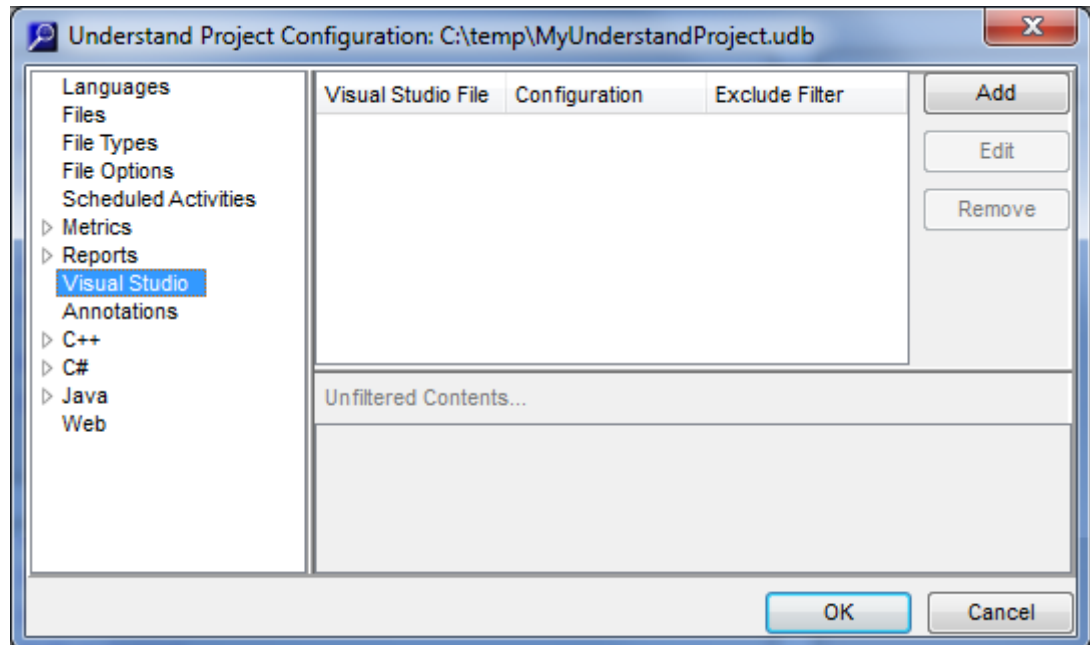 Understand Project Configuration: C:\temp\MyUnderstandProject.udb
Languages
Files
File Types
File Options
Scheduled Activities
Metrics
Reports
Visual Studio
Annotations
C++
C#
Java
Web
Visual Studio File Configuration Exclude Filter
Add
Edit
Remove
Unfiltered Contents...
OK Cancel